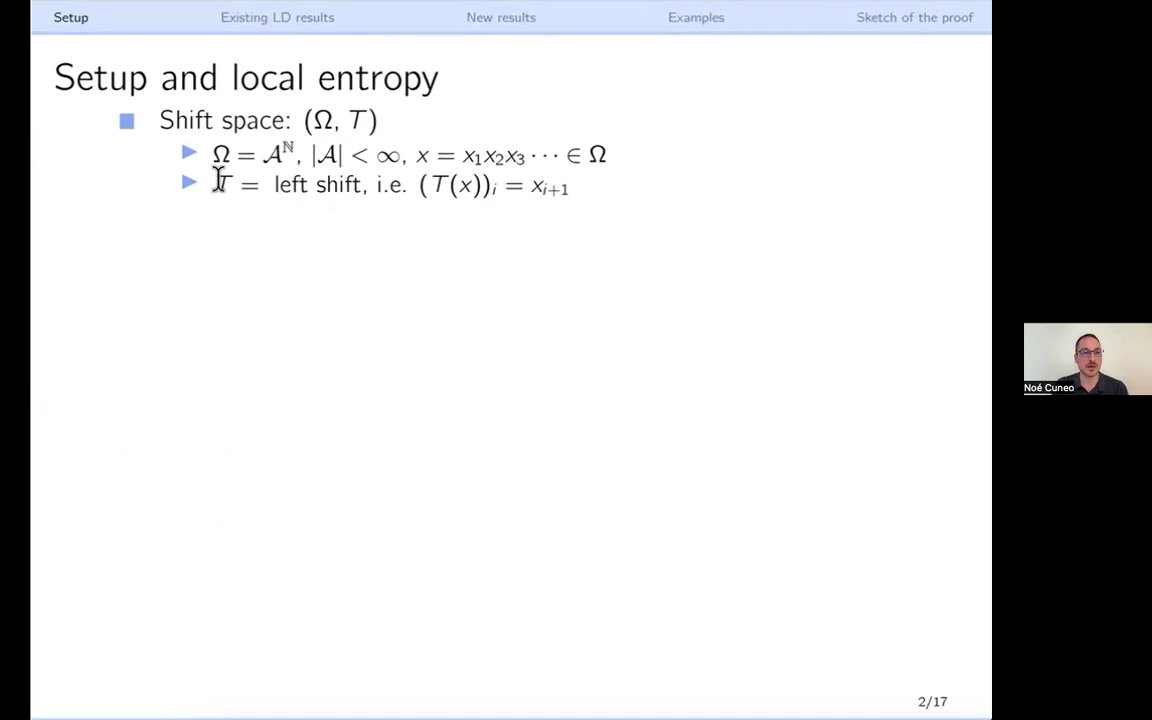 Setup Existing LD results New results Examples Sketch of the proof
Setup and local entropy
Shift space: (Ω, T)
Ω = 𝒜^ℕ, |𝒜| < ∞, x = x₁x₂x₃ ⋯ ∈ Ω
T = left shift, i.e. (T(x))ᵢ = xᵢ₊₁
Noé Cuneo
2/17